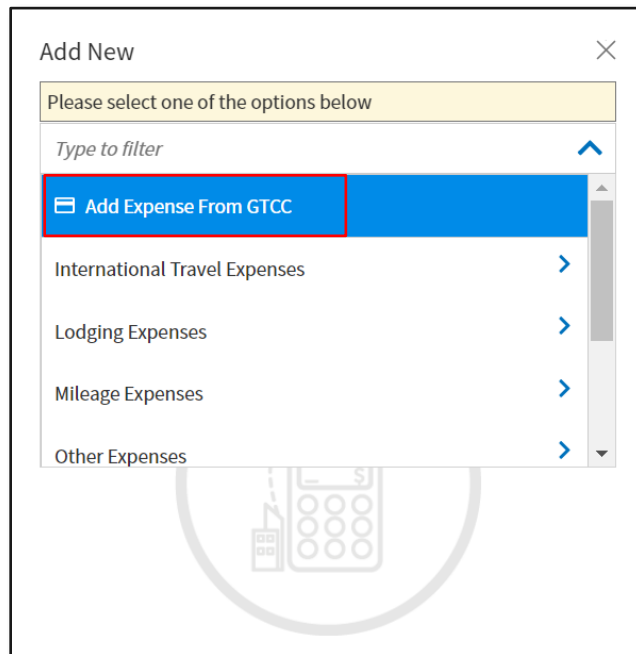 Add New
Please select one of the options below
Type to filter
Add Expense From GTCC
International Travel Expenses
Lodging Expenses
Mileage Expenses
Other Expenses
$